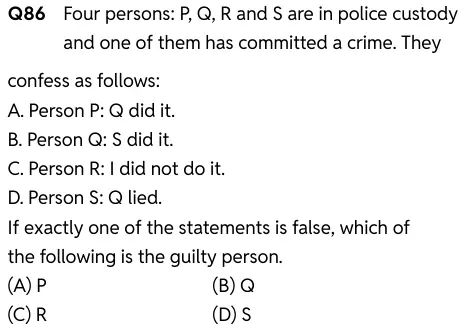 Q86 Four persons: P, Q, R and S are in police custody
and one of them has committed a crime. They
confess as follows:
A. Person P: Q did it.
B. Person Q: S did it.
C. Person R: I did not do it.
D. Person S: Q lied.
If exactly one of the statements is false, which of
the following is the guilty person.
(A) P (B) Q
(C) R (D) S